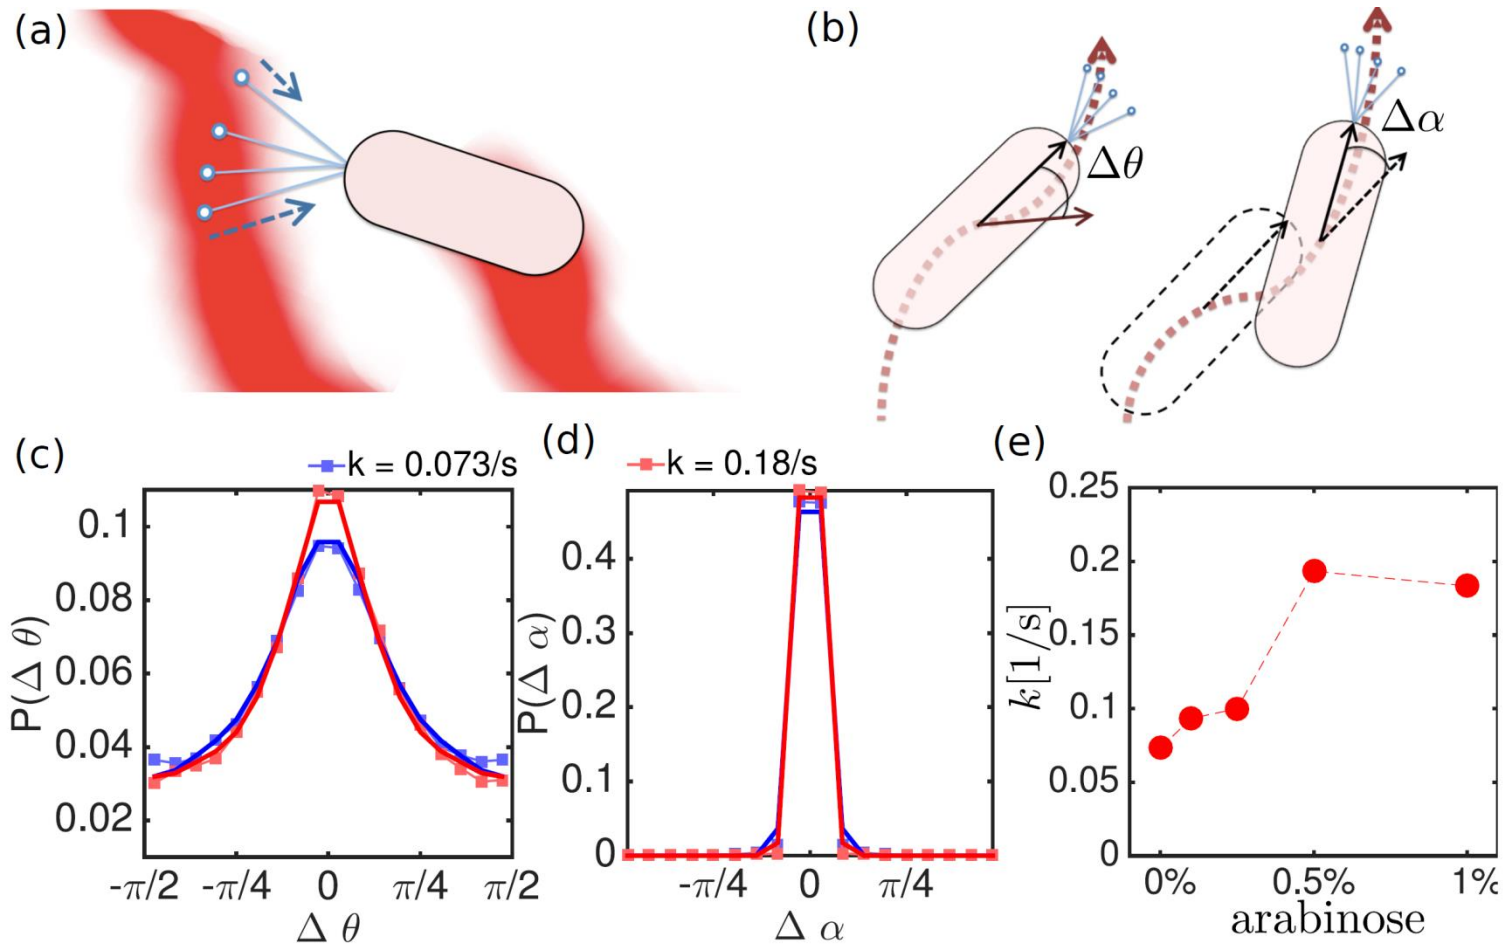 (a)
(b)
Δθ
Δα
(c)
k = 0.073/s
(d)
k = 0.18/s
(e)
P(Δ θ)
0.1
0.08
0.06
0.04
0.02
-π/2 -π/4 0 π/4 π/2
Δ θ
P(Δ α)
0.4
0.3
0.2
0.1
0
-π/4 0 π/4
Δ α
k[1/s]
0.25
0.2
0.15
0.1
0.05
0
0% 0.5% 1%
arabinose